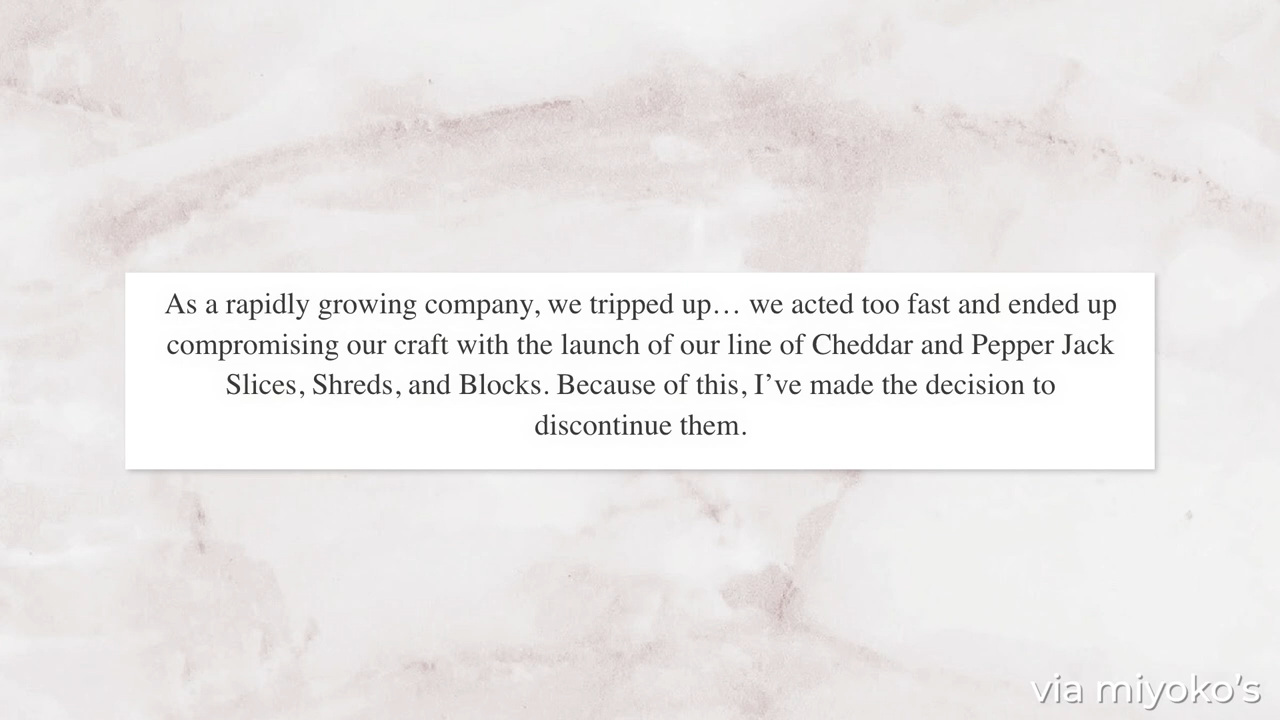 As a rapidly growing company, we tripped up… we acted too fast and ended up
compromising our craft with the launch of our line of Cheddar and Pepper Jack
Slices, Shreds, and Blocks. Because of this, I’ve made the decision to
discontinue them.
via miyoko's